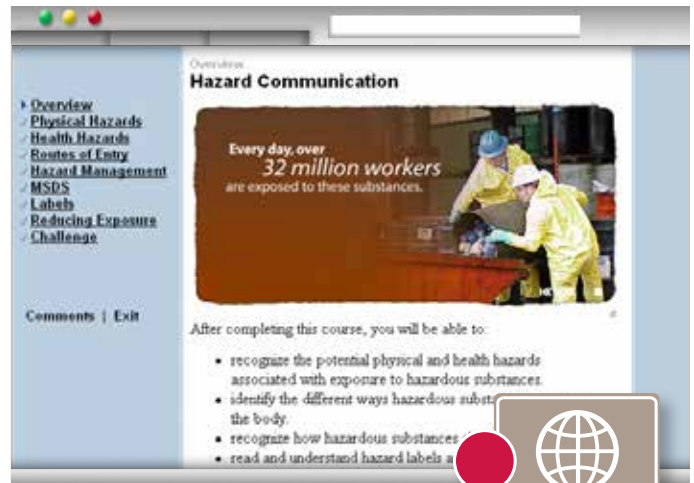 Overview
Hazard Communication
Overview
Physical Hazards
Health Hazards
Routes of Entry
Hazard Management
MSDS
Labels
Reducing Exposure
Challenge
Comments | Exit
Every day, over
32 million workers
are exposed to these substances.
After completing this course, you will be able to:
• recognize the potential physical and health hazards
associated with exposure to hazardous substances.
• identify the different ways hazardous
the body.
• recognize how hazardous substances
• read and understand hazard labels